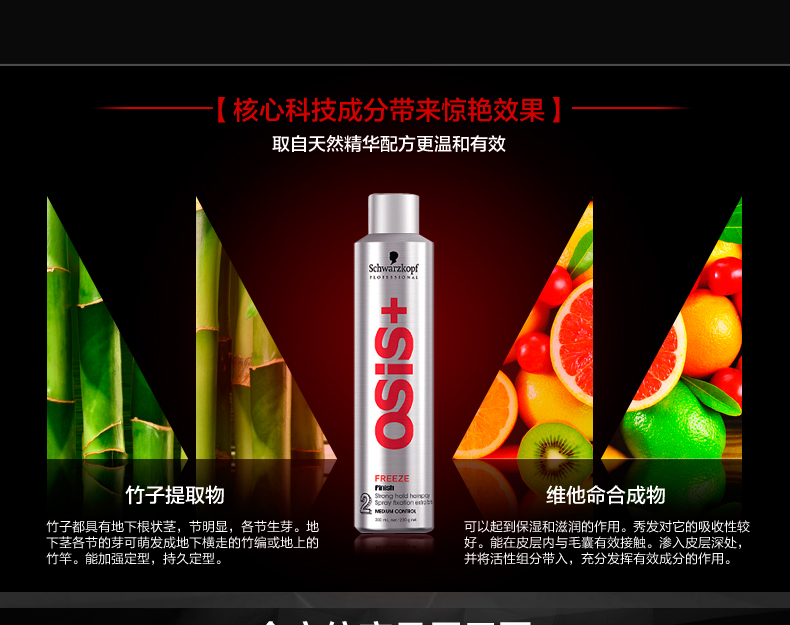 【核心科技成分带来惊艳效果】
取自天然精华配方更温和有效
Schwarzkopf
PROFESSIONAL
OSiS+
FREEZE
Finish
2
Strong hold hairspray
MEDIUM CONTROL
竹子提取物
竹子都具有地下根状茎，节明显，各节生芽。地
下茎各节的芽可萌发成地下横走的竹编或地上的
竹竿。能加强定型，持久定型。
维他命合成物
可以起到保湿和滋润的作用。秀发对它的吸收性较
好。能在皮层内与毛囊有效接触。渗入皮层深处，
并将活性组分带入，充分发挥有效成分的作用。